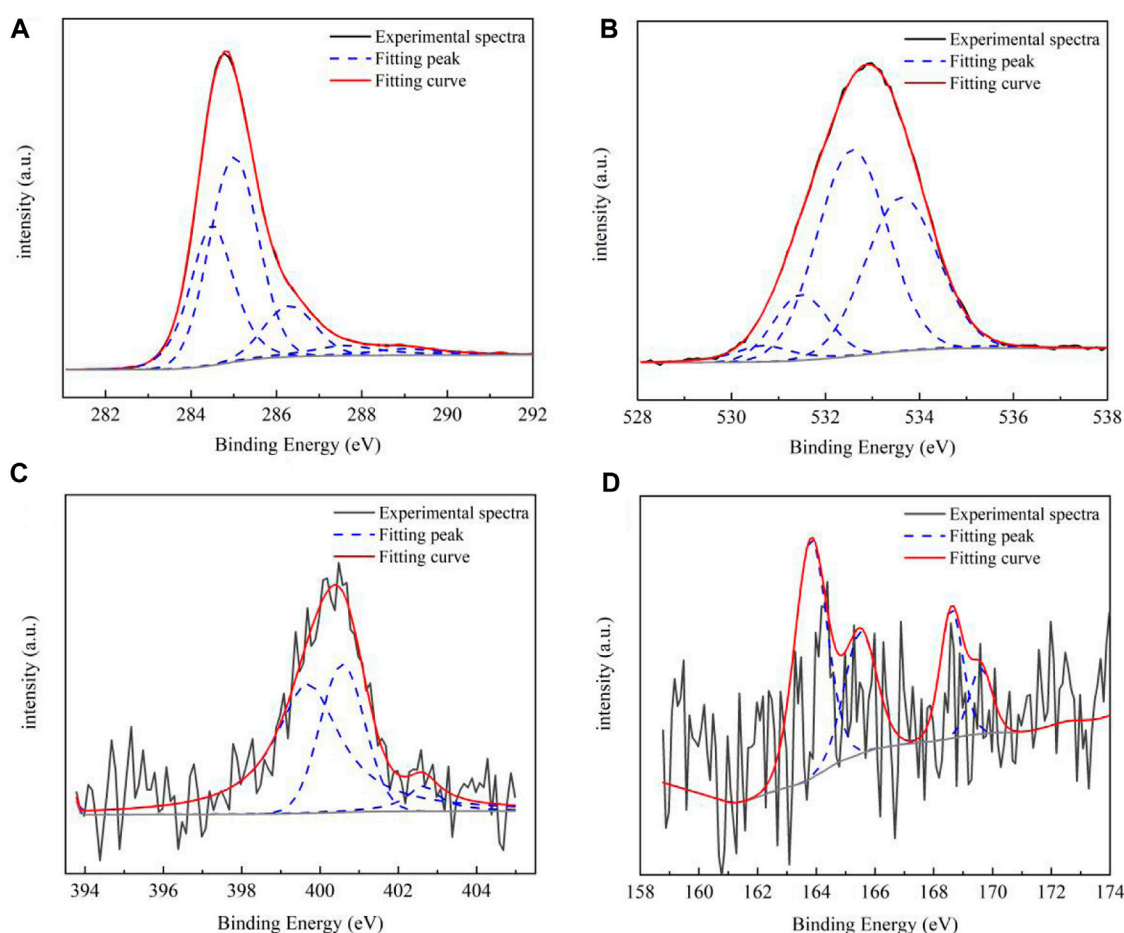 A
Experimental spectra
Fitting peak
Fitting curve
intensity (a.u.)
282 284 286 288 290 292
Binding Energy (eV)
B
Experimental spectra
Fitting peak
Fitting curve
intensity (a.u.)
528 530 532 534 536 538
Binding Energy (eV)
C
Experimental spectra
Fitting peak
Fitting curve
intensity (a.u.)
394 396 398 400 402 404
Binding Energy (eV)
D
Experimental spectra
Fitting peak
Fitting curve
intensity (a.u.)
158 160 162 164 166 168 170 172 174
Binding Energy (eV)